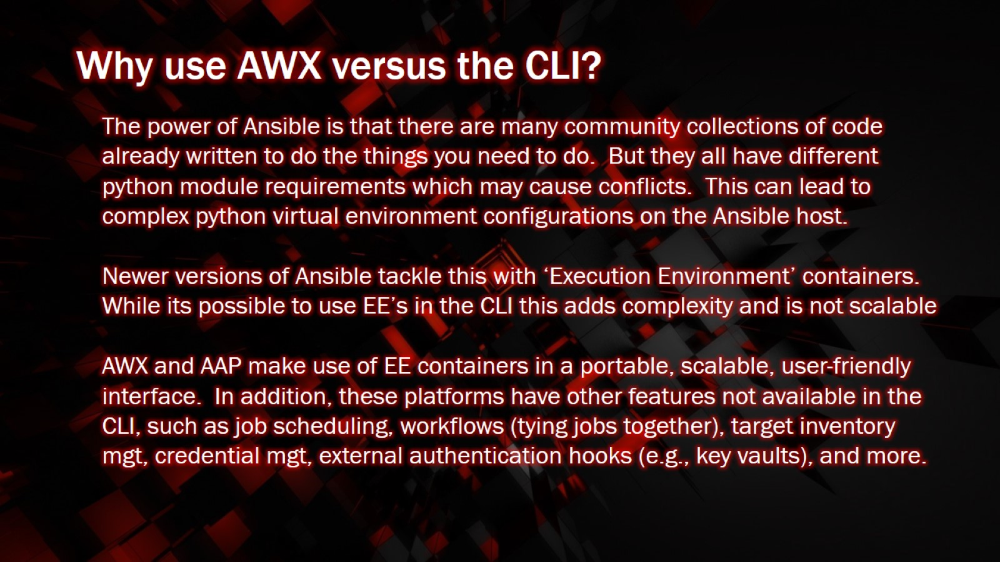 Why use AWX versus the CLI?
The power of Ansible is that there are many community collections of code
already written to do the things you need to do.  But they all have different
python module requirements which may cause conflicts.  This can lead to
complex python virtual environment configurations on the Ansible host.
Newer versions of Ansible tackle this with ‘Execution Environment’ containers.
While its possible to use EE’s in the CLI this adds complexity and is not scalable
AWX and AAP make use of EE containers in a portable, scalable, user-friendly
interface.  In addition, these platforms have other features not available in the
CLI, such as job scheduling, workflows (tying jobs together), target inventory
mgt, credential mgt, external authentication hooks (e.g., key vaults), and more.